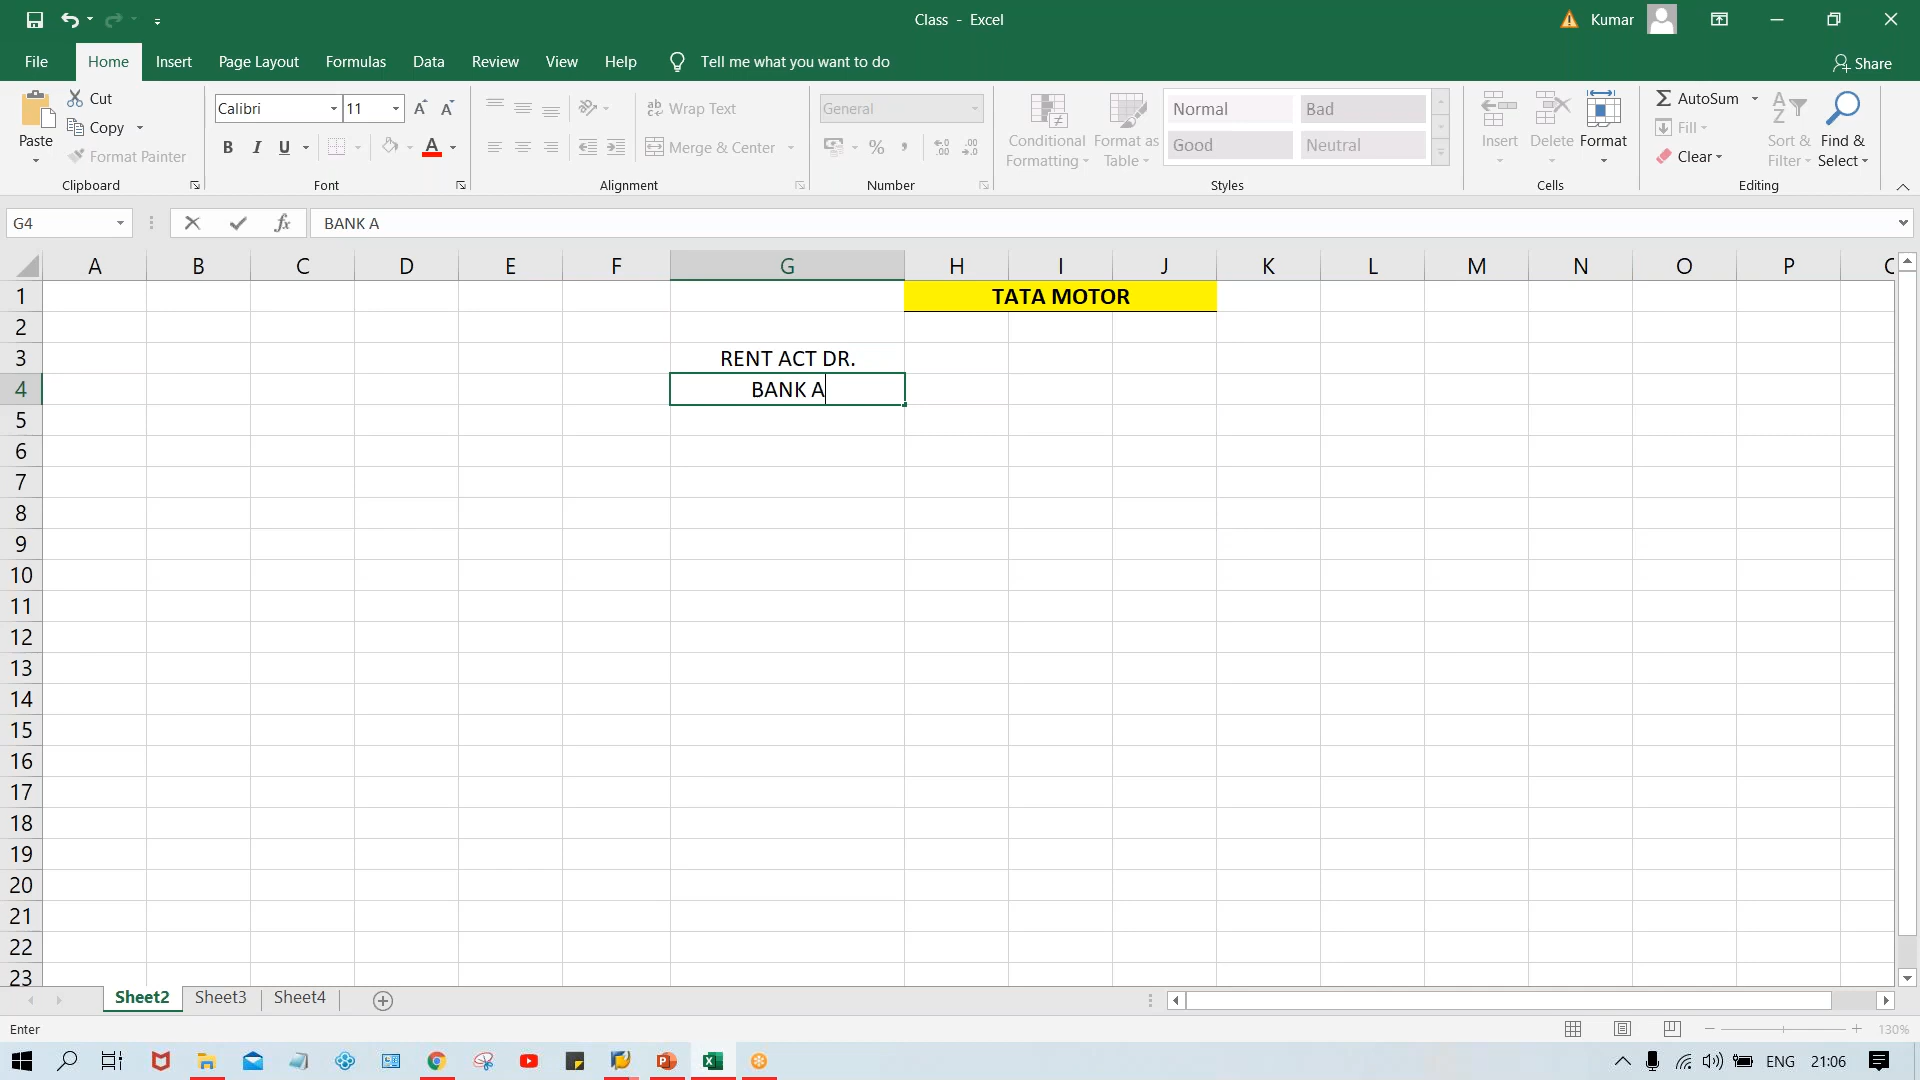 Class - Excel
Kumar
File Home Insert Page Layout Formulas Data Review View Help Tell me what you want to do Share
Paste
Cut
Copy
Format Painter
Clipboard
Calibri 11
B I U
Font
Wrap Text
Merge & Center
Alignment
General
Number
Conditional Formatting
Format as Table
Normal Bad
Good Neutral
Styles
Insert Delete Format
Cells
AutoSum
Fill
Clear
Sort & Filter
Find & Select
Editing
G4 fx BANK A
A B C D E F G H I J K L M N O P
1 TATA MOTOR
2
3 RENT ACT DR.
4 BANK A
5
6
7
8
9
10
11
12
13
14
15
16
17
18
19
20
21
22
23
Sheet2 Sheet3 Sheet4
Enter 130%
ENG 21:06